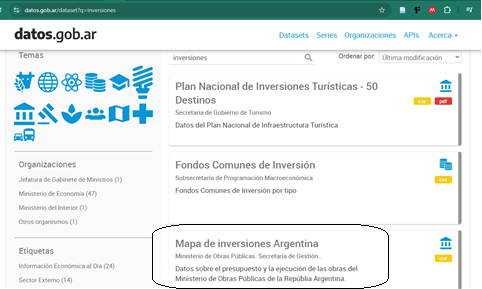 datos.gob.ar/dataset?q=inversiones
datos.gob.ar
Datasets Series Organizaciones APIs Acerca
Temas
Organizaciones
Jefatura de Gabinete de Ministros (1)
Ministerio de Economía (47)
Ministerio del Interior (1)
Otros organismos (1)
Etiquetas
Información Económica al Día (24)
Sector Externo (14)
inversiones
Ordenar por: Última modificación
Plan Nacional de Inversiones Turísticas - 50
Destinos
Secretaría de Gobierno de Turismo
Datos del Plan Nacional de Infraestructura Turística
csv pdf
Fondos Comunes de Inversión
Subsecretaría de Programación Macroeconómica
Fondos Comunes de Inversión por tipo
csv
Mapa de inversiones Argentina
Ministerio de Obras Públicas. Secretaría de Gestión..
Datos sobre el presupuesto y la ejecución de las obras del
Ministerio de Obras Públicas de la República Argentina.
csv